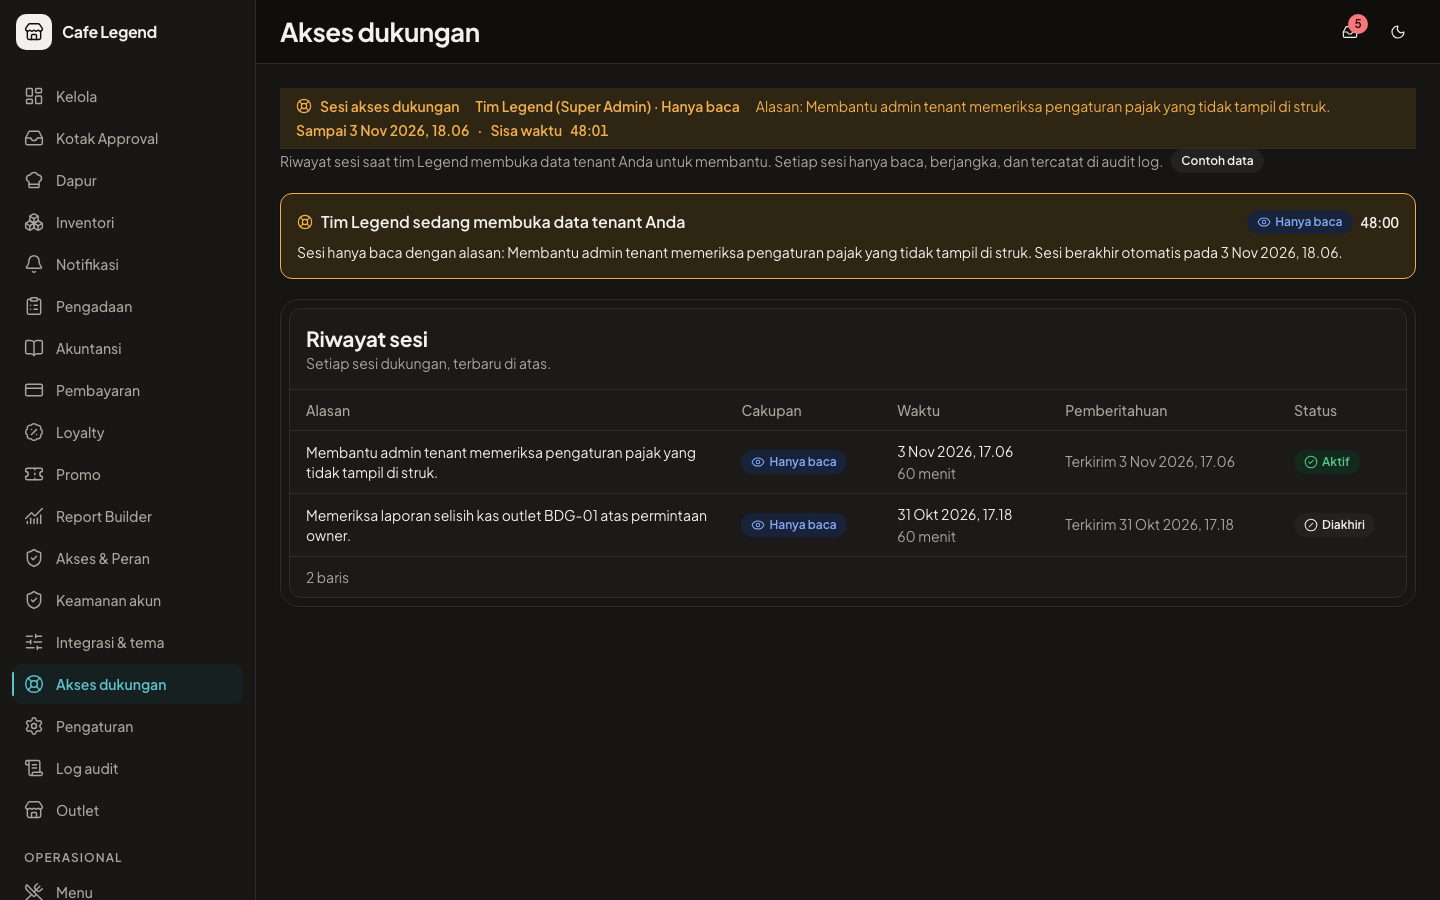 Cafe Legend
Akses dukungan
5
Kelola
Kotak Approval
Dapur
Inventori
Notifikasi
Pengadaan
Akuntansi
Pembayaran
Loyalty
Promo
Report Builder
Akses & Peran
Keamanan akun
Integrasi & tema
Akses dukungan
Pengaturan
Log audit
Outlet
OPERASIONAL
Menu
Sesi akses dukungan Tim Legend (Super Admin) · Hanya baca Alasan: Membantu admin tenant memeriksa pengaturan pajak yang tidak tampil di struk.
Sampai 3 Nov 2026, 18.06 · Sisa waktu 48:01
Riwayat sesi saat tim Legend membuka data tenant Anda untuk membantu. Setiap sesi hanya baca, berjangka, dan tercatat di audit log. Contoh data
Tim Legend sedang membuka data tenant Anda Hanya baca 48:00
Sesi hanya baca dengan alasan: Membantu admin tenant memeriksa pengaturan pajak yang tidak tampil di struk. Sesi berakhir otomatis pada 3 Nov 2026, 18.06.
Riwayat sesi
Setiap sesi dukungan, terbaru di atas.
Alasan Cakupan Waktu Pemberitahuan Status
Membantu admin tenant memeriksa pengaturan pajak yang
tidak tampil di struk.
Hanya baca
3 Nov 2026, 17.06
60 menit
Terkirim 3 Nov 2026, 17.06
Aktif
Memeriksa laporan selisih kas outlet BDG-01 atas permintaan
owner.
Hanya baca
31 Okt 2026, 17.18
60 menit
Terkirim 31 Okt 2026, 17.18
Diakhiri
2 baris